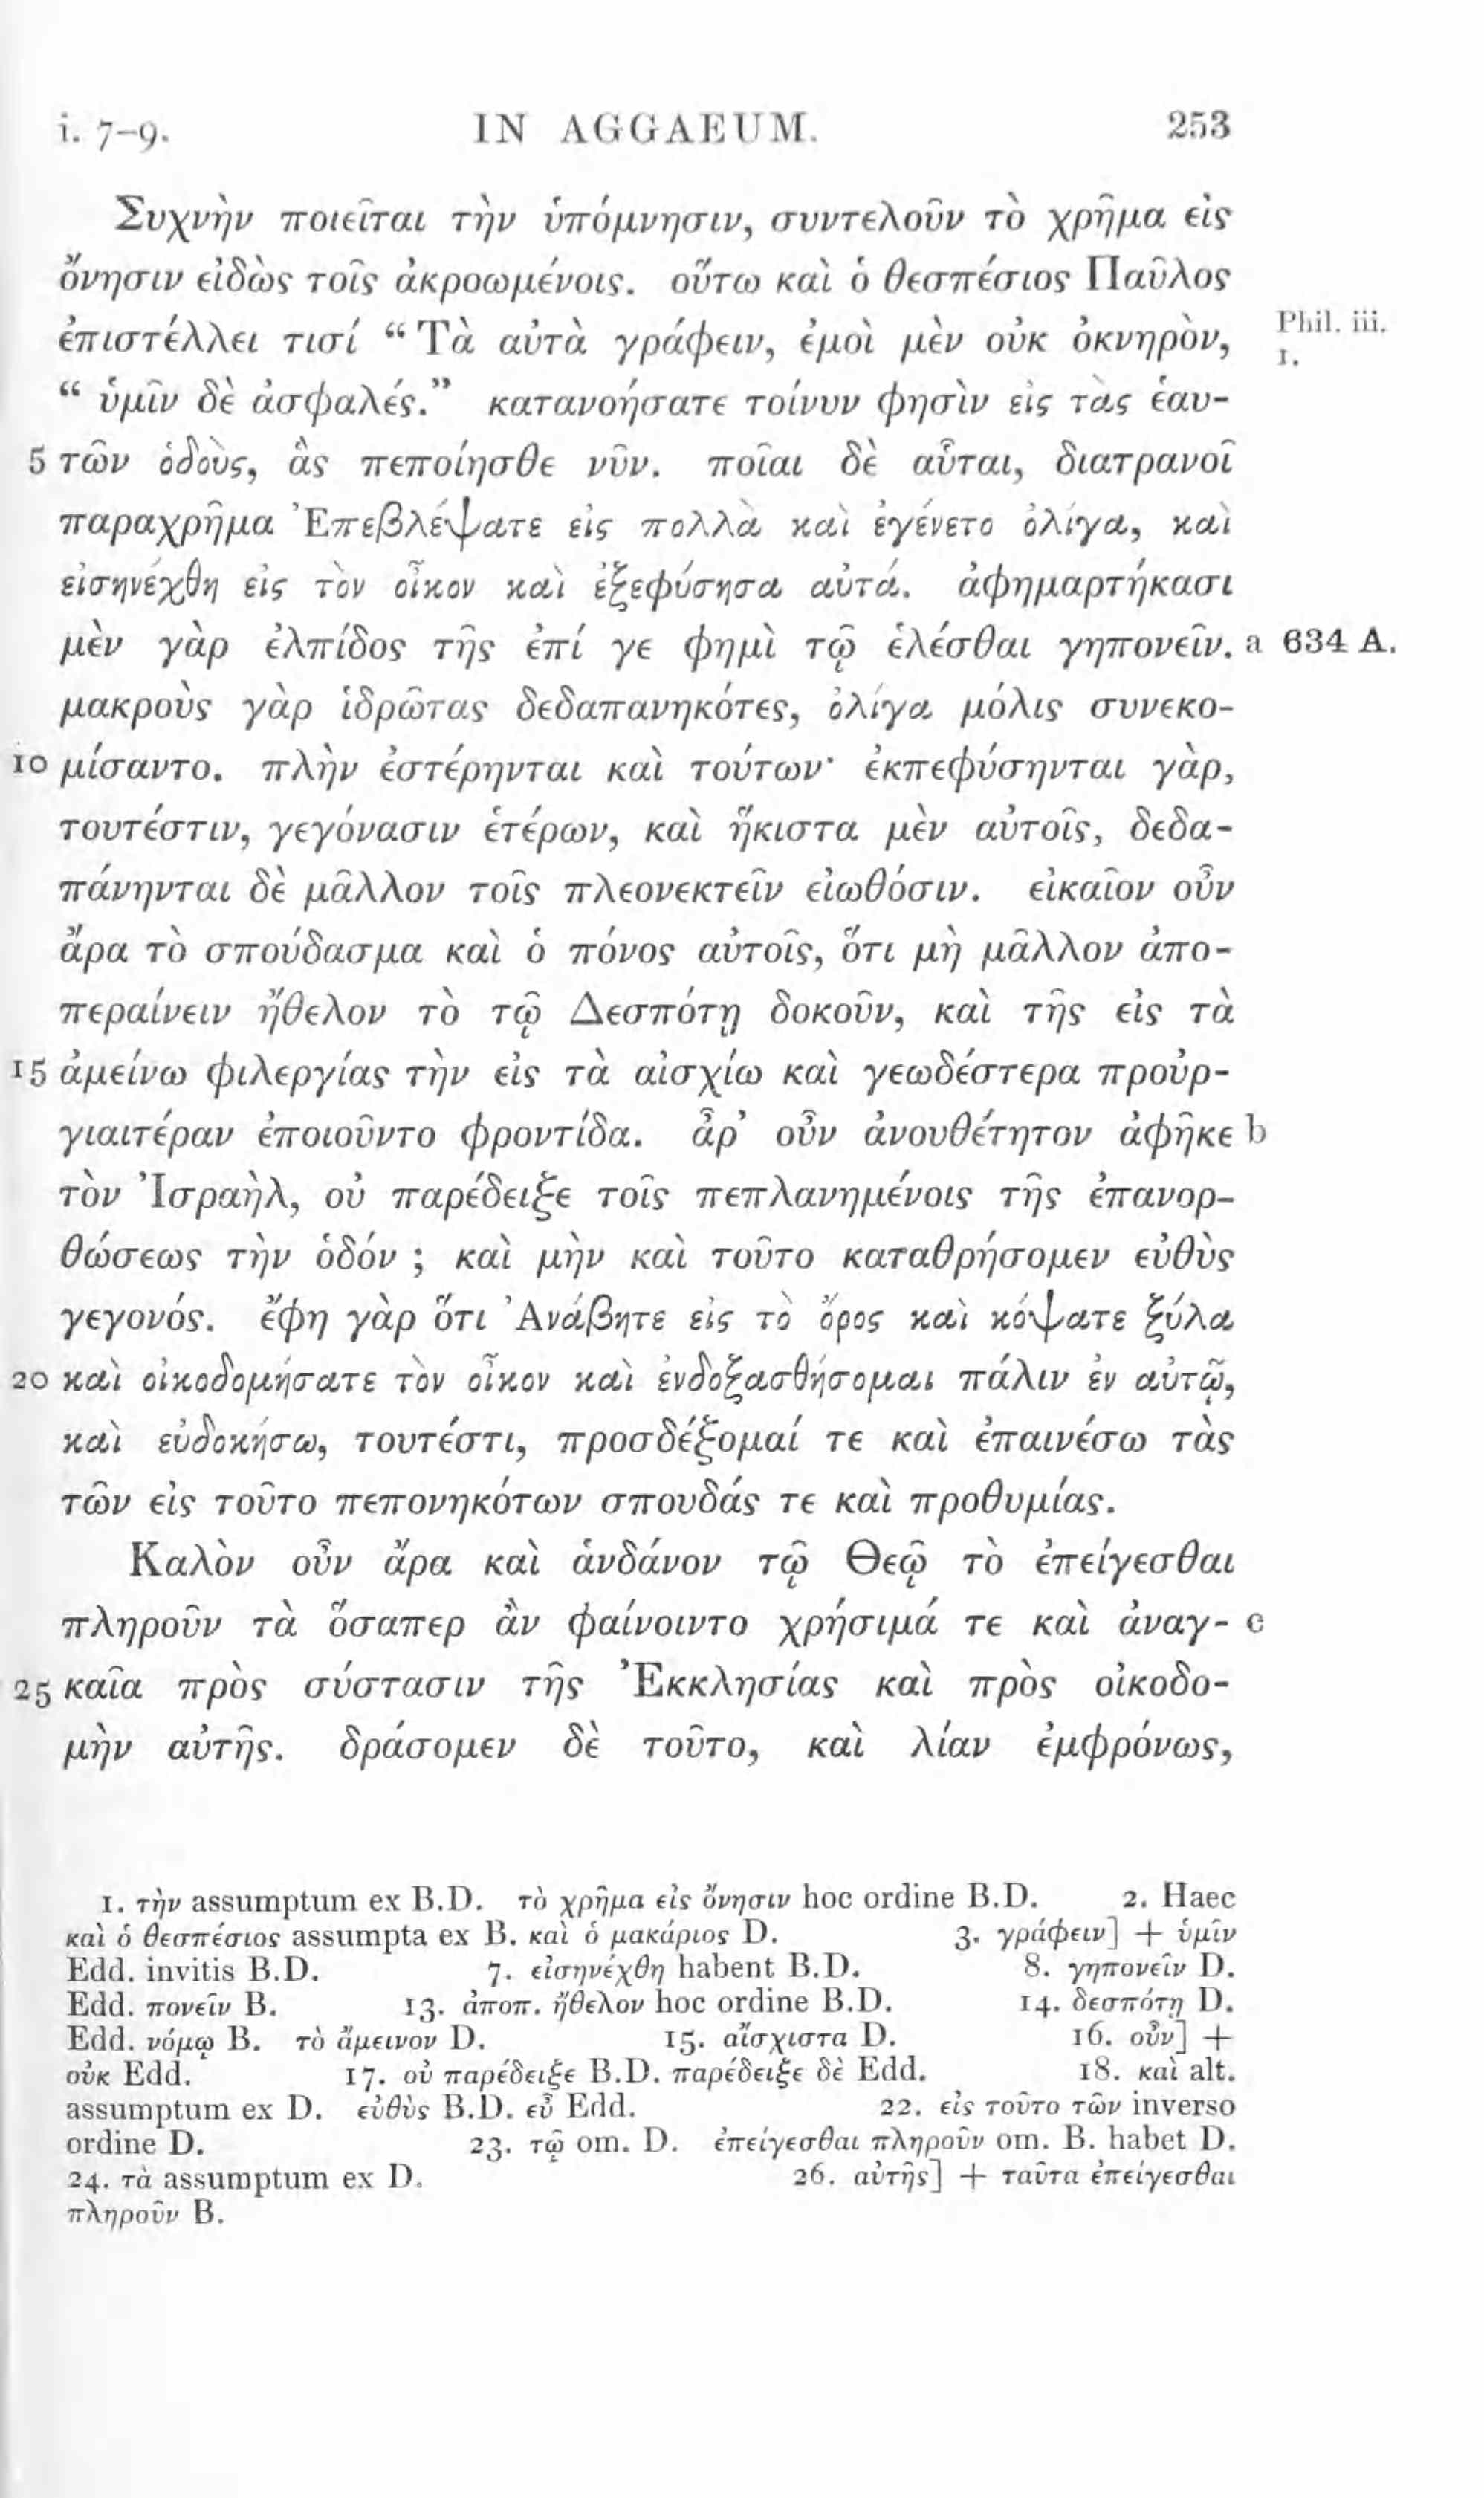 i. 7–9. IN AGGAEUM. 253
Συχνὴν ποιεῖται τὴν ὑπόμνησιν, συντελοῦν τὸ χρῆμα εἰς
ὄνησιν εἰδὼς τοῖς ἀκροωμένοις. οὕτω καὶ ὁ θεσπέσιος Παῦλος
ἐπιστέλλει τισί “Τὰ αὐτὰ γράφειν, ἐμοὶ μὲν οὐκ ὀκνηρὸν, Phil. iii.
1.
“ ὑμῖν δὲ ἀσφαλές.” κατανοήσατε τοίνυν φησὶν εἰς τὰς ἑαυ-
5 τῶν ὁδοὺς, ἃς πεποίησθε νῦν. ποῖαι δὲ αὗται, διατρανοῖ
παραχρῆμα Ἐπεβλέψατε εἰς πολλὰ καὶ ἐγένετο ὀλίγα, καὶ
εἰσηνέχθη εἰς τὸν οἶκον καὶ ἐξεφύσησα αὐτά. ἀφημαρτήκασι
μὲν γὰρ ἐλπίδος τῆς ἐπί γε φημὶ τῷ ἑλέσθαι γηπονεῖν. a 634 A.
μακροὺς γὰρ ἱδρῶτας δεδαπανηκότες, ὀλίγα μόλις συνεκο-
10 μίσαντο. πλὴν ἐστέρηνται καὶ τούτων· ἐκπεφύσηνται γὰρ,
τουτέστιν, γεγόνασιν ἑτέρων, καὶ ἥκιστα μὲν αὐτοῖς, δεδα-
πάνηνται δὲ μᾶλλον τοῖς πλεονεκτεῖν εἰωθόσιν. εἰκαῖον οὖν
ἄρα τὸ σπούδασμα καὶ ὁ πόνος αὐτοῖς, ὅτι μὴ μᾶλλον ἀπο-
περαίνειν ἤθελον τὸ τῷ Δεσπότῃ δοκοῦν, καὶ τῆς εἰς τὰ
15 ἀμείνω φιλεργίας τὴν εἰς τὰ αἰσχίω καὶ γεωδέστερα προὐρ-
γιαιτέραν ἐποιοῦντο φροντίδα. ἆρ’ οὖν ἀνουθέτητον ἀφῆκε b
τὸν Ἰσραὴλ, οὐ παρέδειξε τοῖς πεπλανημένοις τῆς ἐπανορ-
θώσεως τὴν ὁδόν ; καὶ μὴν καὶ τοῦτο καταθρήσομεν εὐθὺς
γεγονός. ἔφη γὰρ ὅτι Ἀνάβητε εἰς τὸ ὄρος καὶ κόψατε ξύλα
20 καὶ οἰκοδομήσατε τὸν οἶκον καὶ ἐνδοξασθήσομαι πάλιν ἐν αὐτῷ,
καὶ εὐδοκήσω, τουτέστι, προσδέξομαί τε καὶ ἐπαινέσω τὰς
τῶν εἰς τοῦτο πεπονηκότων σπουδάς τε καὶ προθυμίας.
Καλὸν οὖν ἄρα καὶ ἁνδάνον τῷ Θεῷ τὸ ἐπείγεσθαι
πληροῦν τὰ ὅσαπερ ἂν φαίνοιντο χρήσιμά τε καὶ ἀναγ- c
25 καῖα πρὸς σύστασιν τῆς Ἐκκλησίας καὶ πρὸς οἰκοδο-
μὴν αὐτῆς. δράσομεν δὲ τοῦτο, καὶ λίαν ἐμφρόνως,
1. τὴν assumptum ex B.D. τὸ χρῆμα εἰς ὄνησιν hoc ordine B.D. 2. Haec
καὶ ὁ θεσπέσιος assumpta ex B. καὶ ὁ μακάριος D. 3. γράφειν] + ὑμῖν
Edd. invitis B.D. 7. εἰσηνέχθη habent B.D. 8. γηπονεῖν D.
Edd. πονεῖν B. 13. ἀποπ. ἤθελον hoc ordine B.D. 14. δεσπότῃ D.
Edd. νόμῳ B. τὸ ἄμεινον D. 15. αἴσχιστα D. 16. οὖν] +
οὐκ Edd. 17. οὐ παρέδειξε B.D. παρέδειξε δὲ Edd. 18. καὶ alt.
assumptum ex D. εὐθὺς B.D. εὖ Edd. 22. εἰς τοῦτο τῶν inverso
ordine D. 23. τῷ om. D. ἐπείγεσθαι πληροῦν om. B. habet D.
24. τὰ assumptum ex D. 26. αὐτῆς] + ταῦτα ἐπείγεσθαι
πληροῦν B.